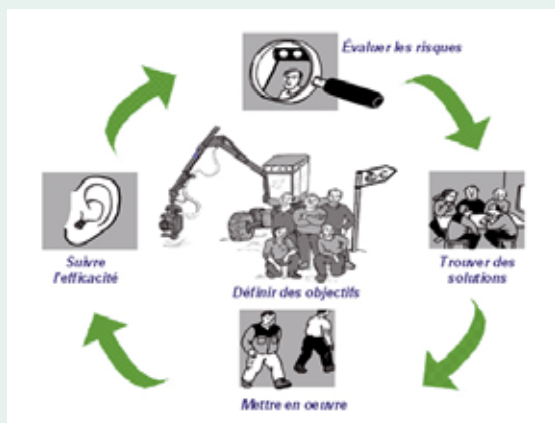 Évaluer les risques
Suivre
l'efficacité
Trouver des
solutions
Définir des objectifs
Mettre en oeuvre